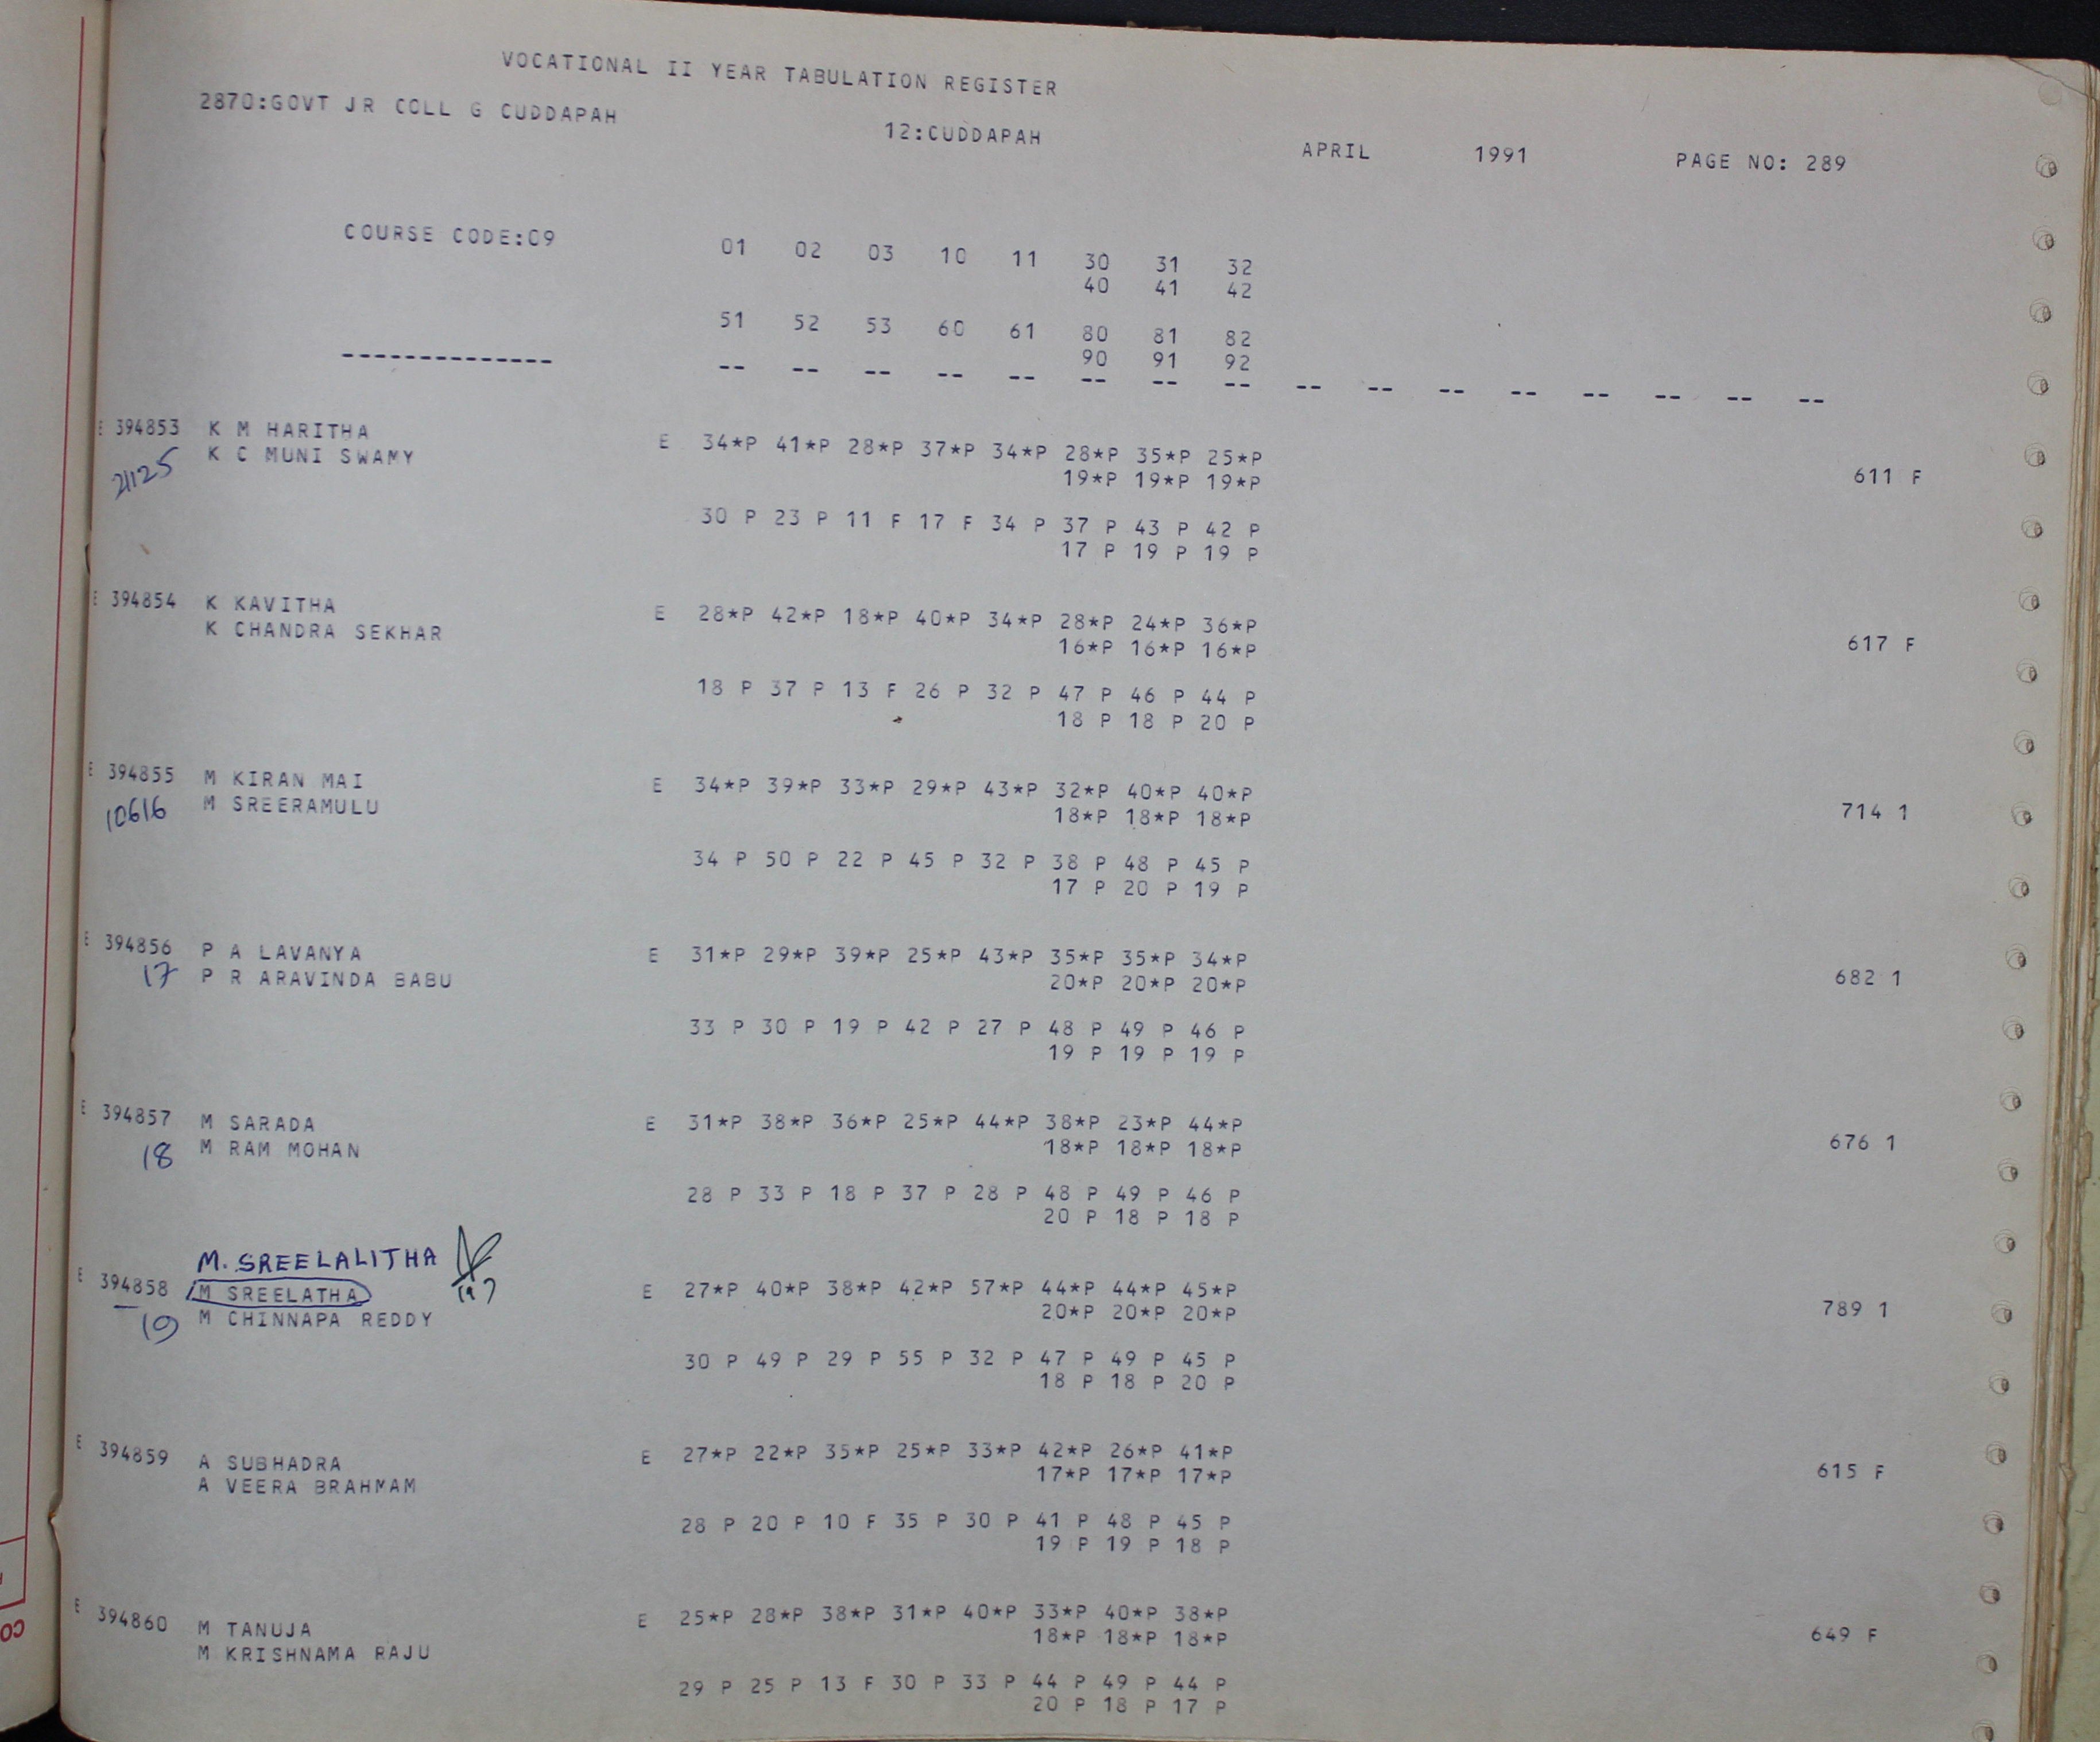 VOCATIONAL II YEAR TABULATION REGISTER
2870:GOVT JR COLL G CUDDAPAH 12:CUDDAPAH APRIL 1991 PAGE NO: 289
COURSE CODE:09 01 02 03 10 11 30 31 32
40 41 42
51 52 53 60 61 80 81 82
90 91 92
-------------- -- -- -- -- -- -- -- -- -- -- -- -- -- -- -- --
E 394853 K M HARITHA E 34*P 41*P 28*P 37*P 34*P 28*P 35*P 25*P
K C MUNI SWAMY 19*P 19*P 19*P 611 F
21125
30 P 23 P 11 F 17 F 34 P 37 P 43 P 42 P
17 P 19 P 19 P
E 394854 K KAVITHA E 28*P 42*P 18*P 40*P 34*P 28*P 24*P 36*P
K CHANDRA SEKHAR 16*P 16*P 16*P 617 F
18 P 37 P 13 F 26 P 32 P 47 P 46 P 44 P
18 P 18 P 20 P
E 394855 M KIRAN MAI E 34*P 39*P 33*P 29*P 43*P 32*P 40*P 40*P
10616 M SREERAMULU 18*P 18*P 18*P 714 1
34 P 50 P 22 P 45 P 32 P 38 P 48 P 45 P
17 P 20 P 19 P
E 394856 P A LAVANYA E 31*P 29*P 39*P 25*P 43*P 35*P 35*P 34*P
17 P R ARAVINDA BABU 20*P 20*P 20*P 682 1
33 P 30 P 19 P 42 P 27 P 48 P 49 P 46 P
19 P 19 P 19 P
E 394857 M SARADA E 31*P 38*P 36*P 25*P 44*P 38*P 23*P 44*P
18 M RAM MOHAN 18*P 18*P 18*P 676 1
28 P 33 P 18 P 37 P 28 P 48 P 49 P 46 P
20 P 18 P 18 P
M. SREELALITHA
E 394858 M SREELATHA E 27*P 40*P 38*P 42*P 57*P 44*P 44*P 45*P
19 M CHINNAPA REDDY 20*P 20*P 20*P 789 1
30 P 49 P 29 P 55 P 32 P 47 P 49 P 45 P
18 P 18 P 20 P
E 394859 A SUBHADRA E 27*P 22*P 35*P 25*P 33*P 42*P 26*P 41*P
A VEERA BRAHMAM 17*P 17*P 17*P 615 F
28 P 20 P 10 F 35 P 30 P 41 P 48 P 45 P
19 P 19 P 18 P
E 394860 M TANUJA E 25*P 28*P 38*P 31*P 40*P 33*P 40*P 38*P
M KRISHNAMA RAJU 18*P 18*P 18*P 649 F
29 P 25 P 13 F 30 P 33 P 44 P 49 P 44 P
20 P 18 P 17 P